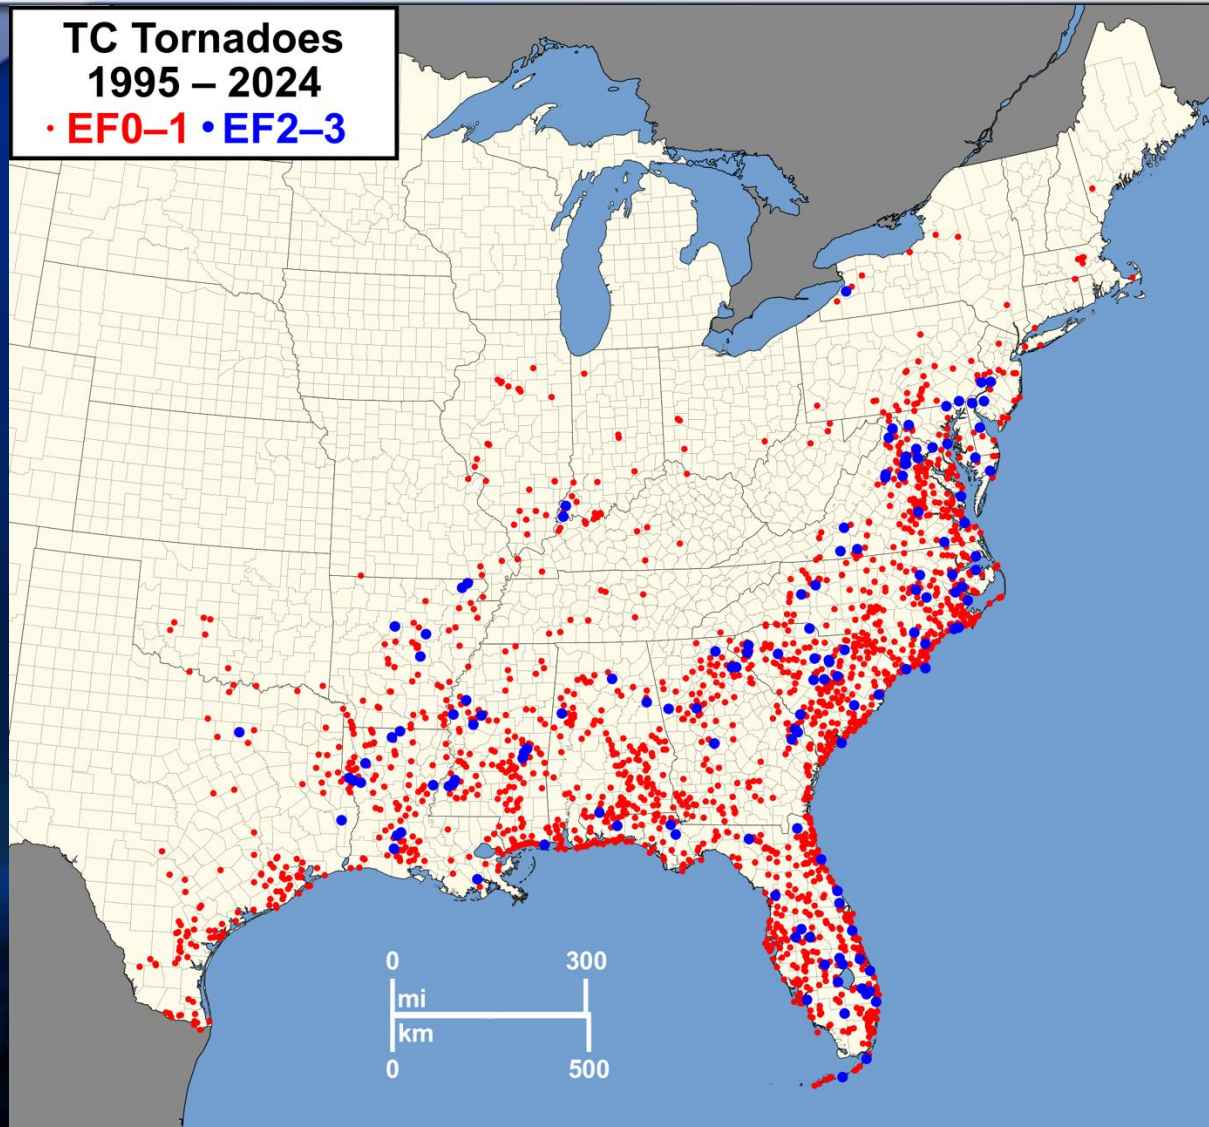 TC Tornadoes
1995 – 2024
• EF0–1 • EF2–3
0 300
mi
km
0 500